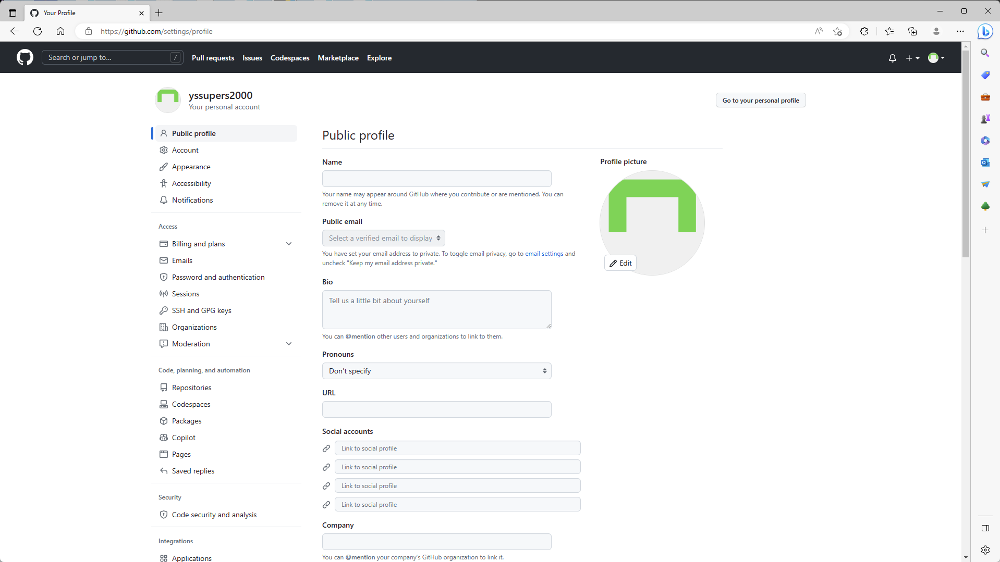 Your Profile
https://github.com/settings/profile
Search or jump to...
/
Pull requests
Issues
Codespaces
Marketplace
Explore
yssupers2000
Your personal account
Go to your personal profile
Public profile
Account
Appearance
Accessibility
Notifications
Access
Billing and plans
Emails
Password and authentication
Sessions
SSH and GPG keys
Organizations
Moderation
Code, planning, and automation
Repositories
Codespaces
Packages
Copilot
Pages
Saved replies
Security
Code security and analysis
Integrations
Applications
Public profile
Name
Your name may appear around GitHub where you contribute or are mentioned. You can
remove it at any time.
Public email
Select a verified email to display
You have set your email address to private. To toggle email privacy, go to email settings and
uncheck "Keep my email address private."
Bio
Tell us a little bit about yourself
You can @mention other users and organizations to link to them.
Pronouns
Don't specify
URL
Social accounts
Link to social profile
Link to social profile
Link to social profile
Link to social profile
Company
You can @mention your company's GitHub organization to link it.
Profile picture
Edit